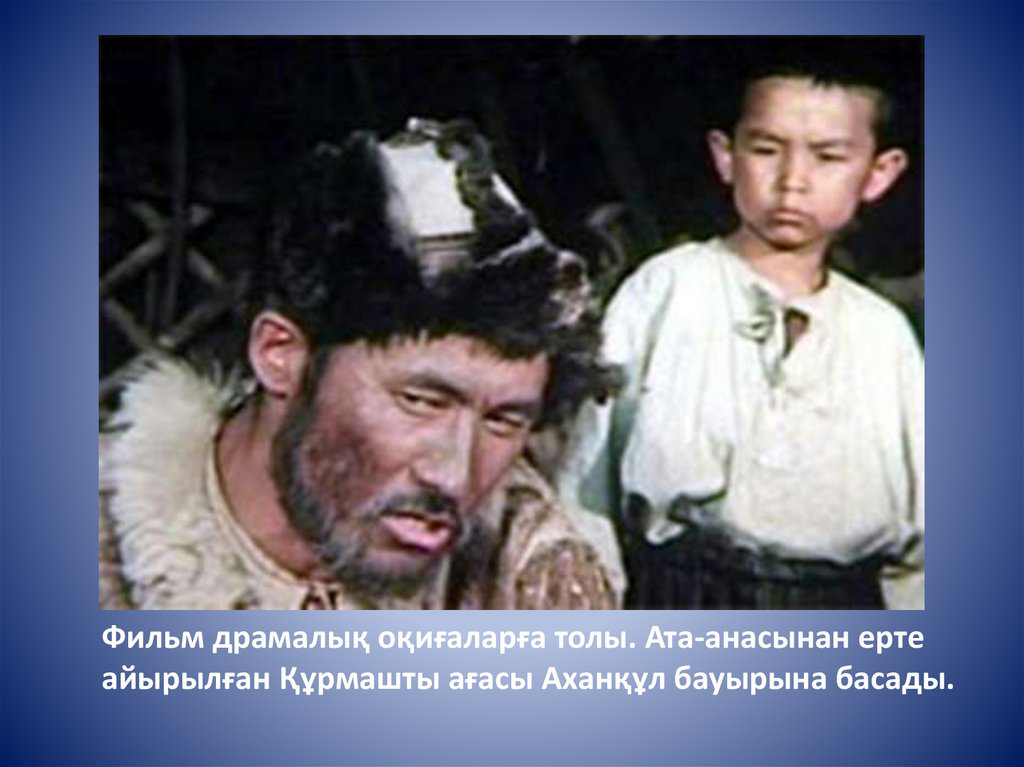 Фильм драмалық оқиғаларға толы. Ата-анасынан ерте
айырылған Құрмашты ағасы Аханқұл бауырына басады.